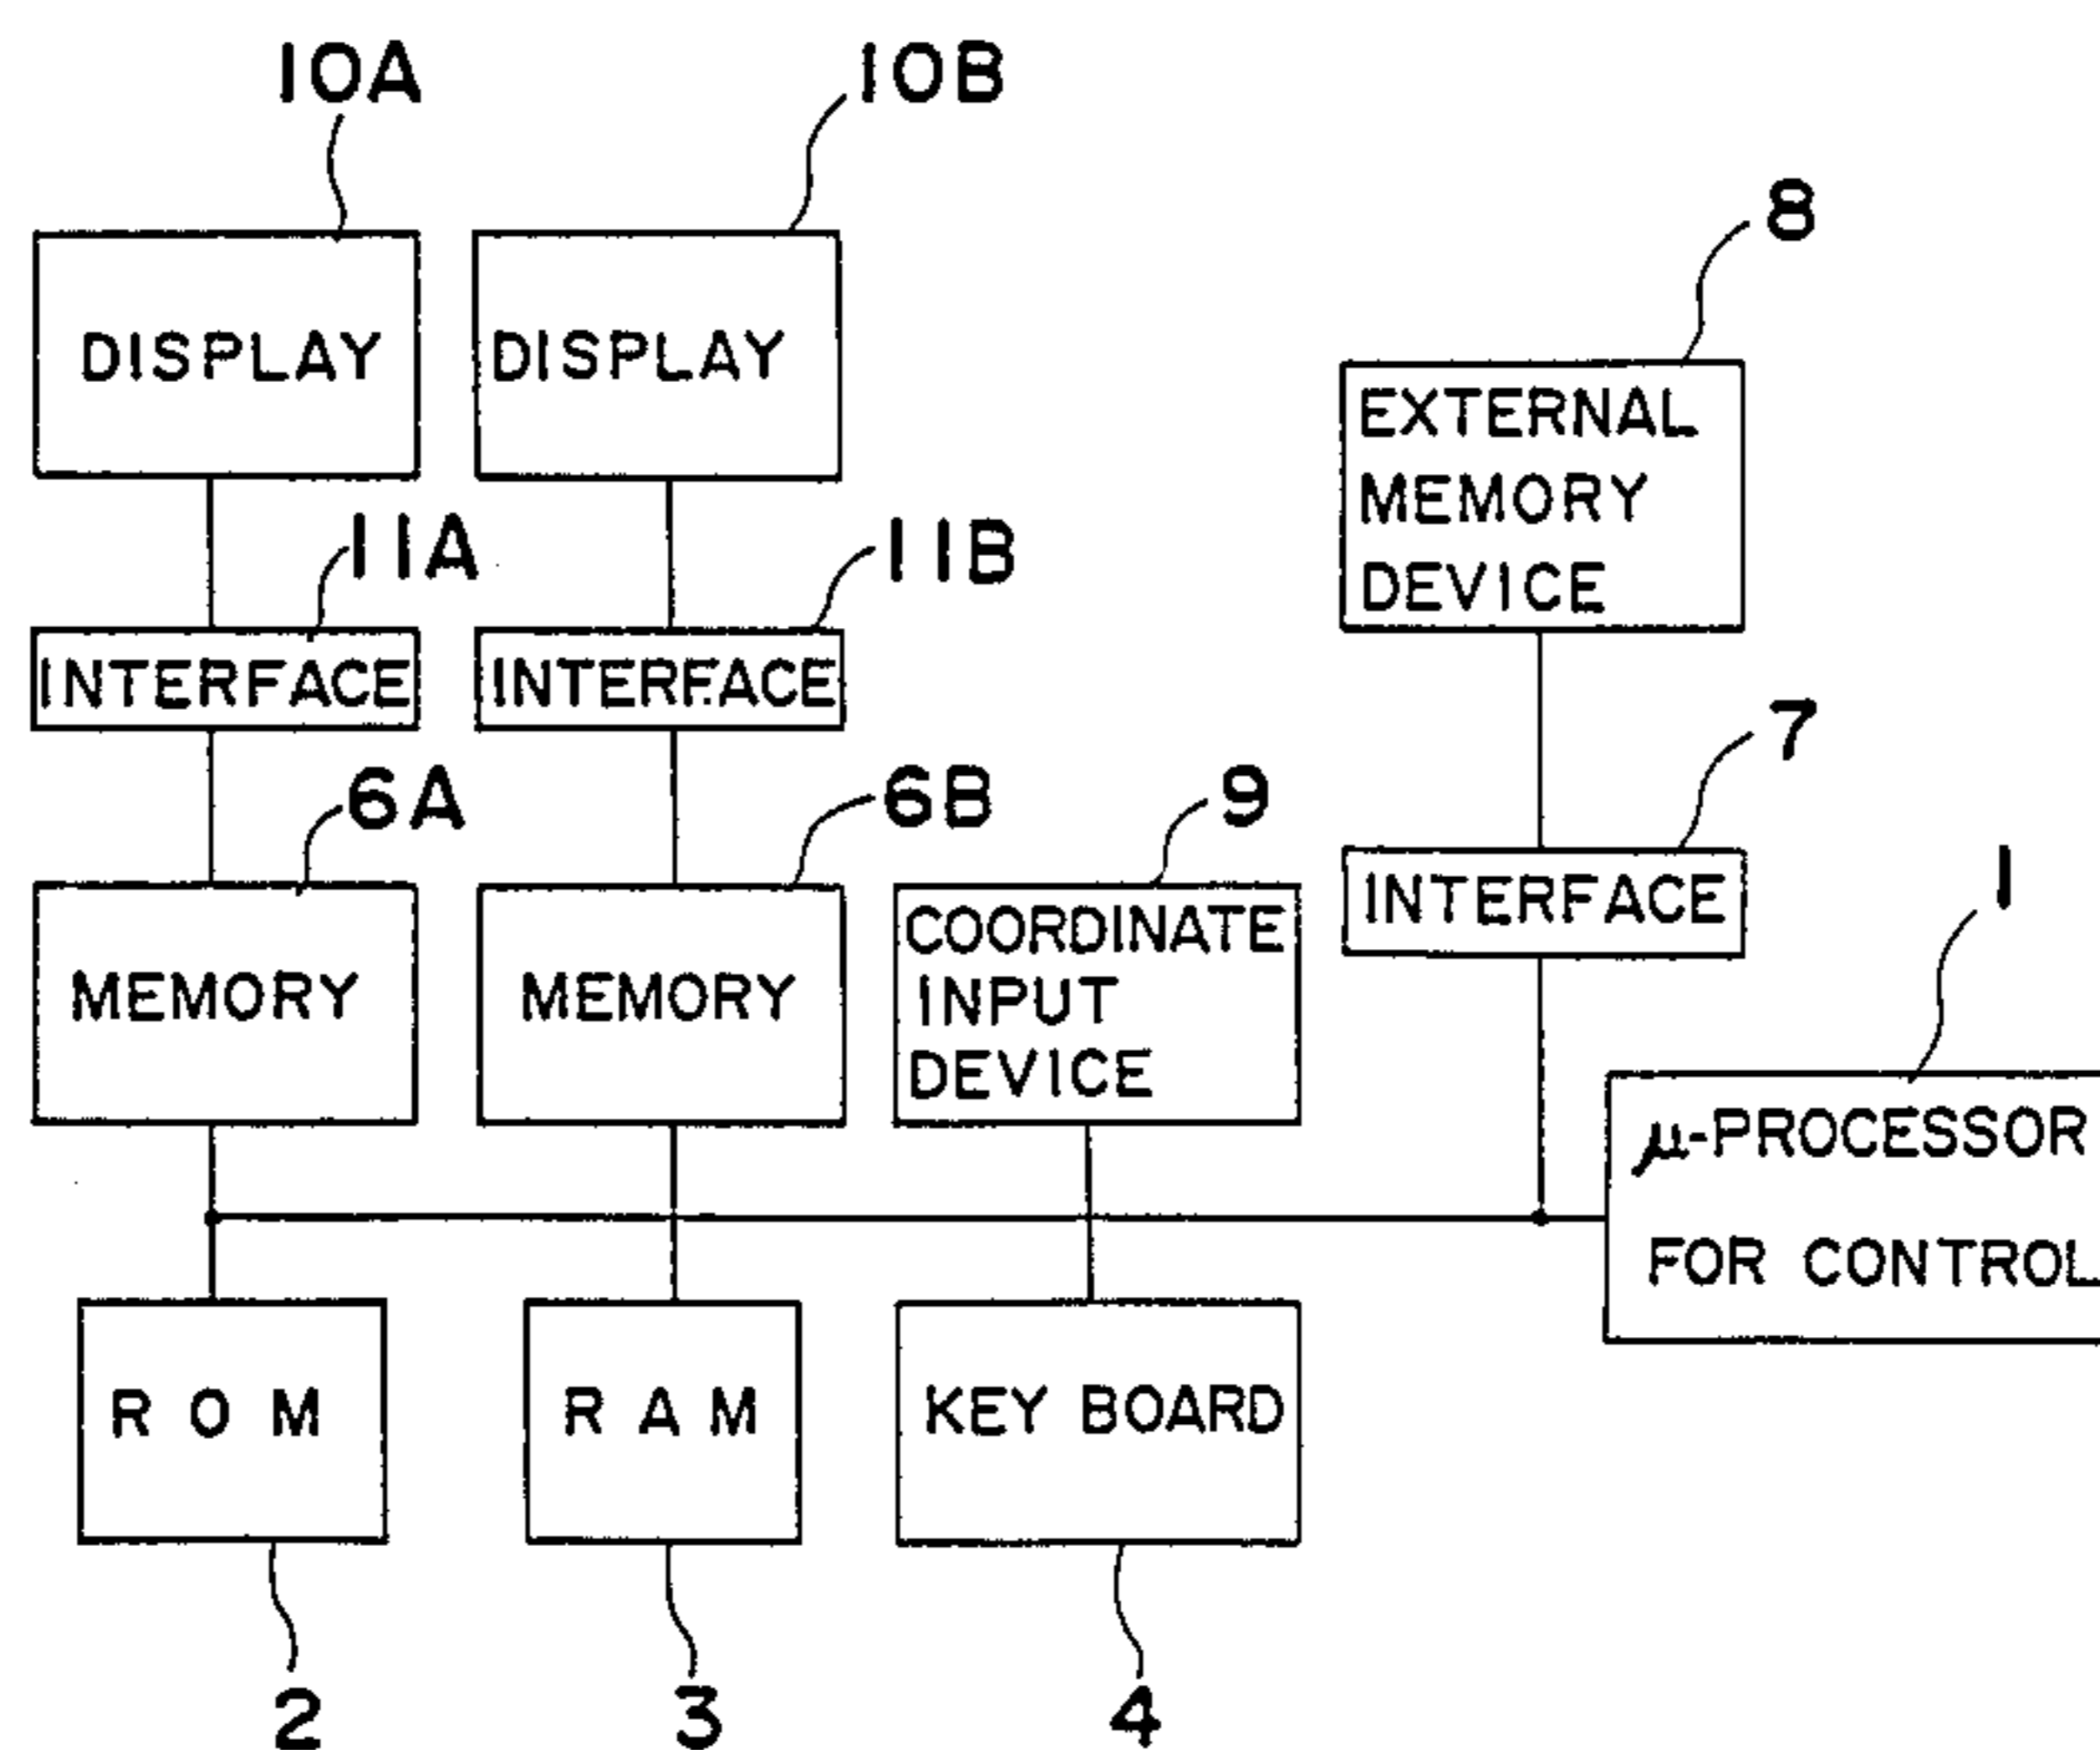 10A
10B
8
DISPLAY
DISPLAY
EXTERNAL
MEMORY
DEVICE
11A
11B
INTERFACE
INTERFACE
7
6A
6B
9
INTERFACE
1
MEMORY
MEMORY
COORDINATE
INPUT
DEVICE
μ-PROCESSOR
FOR CONTROL
ROM
RAM
KEY BOARD
2
3
4